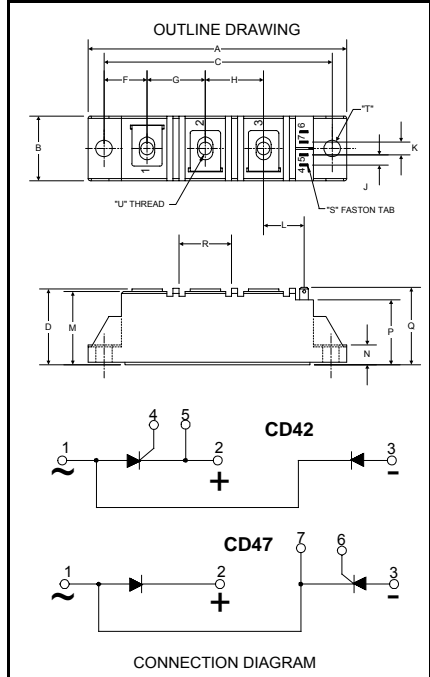 OUTLINE DRAWING
A
C
F G H
"T"
B
1 2 3
7 6
4 5
K
J
"U" THREAD
"S" FASTON TAB
L
R
D M
N P Q
4 5
CD42
1 2 3
~ + -
CD47
7 6
1 2 3
~ + -
CONNECTION DIAGRAM